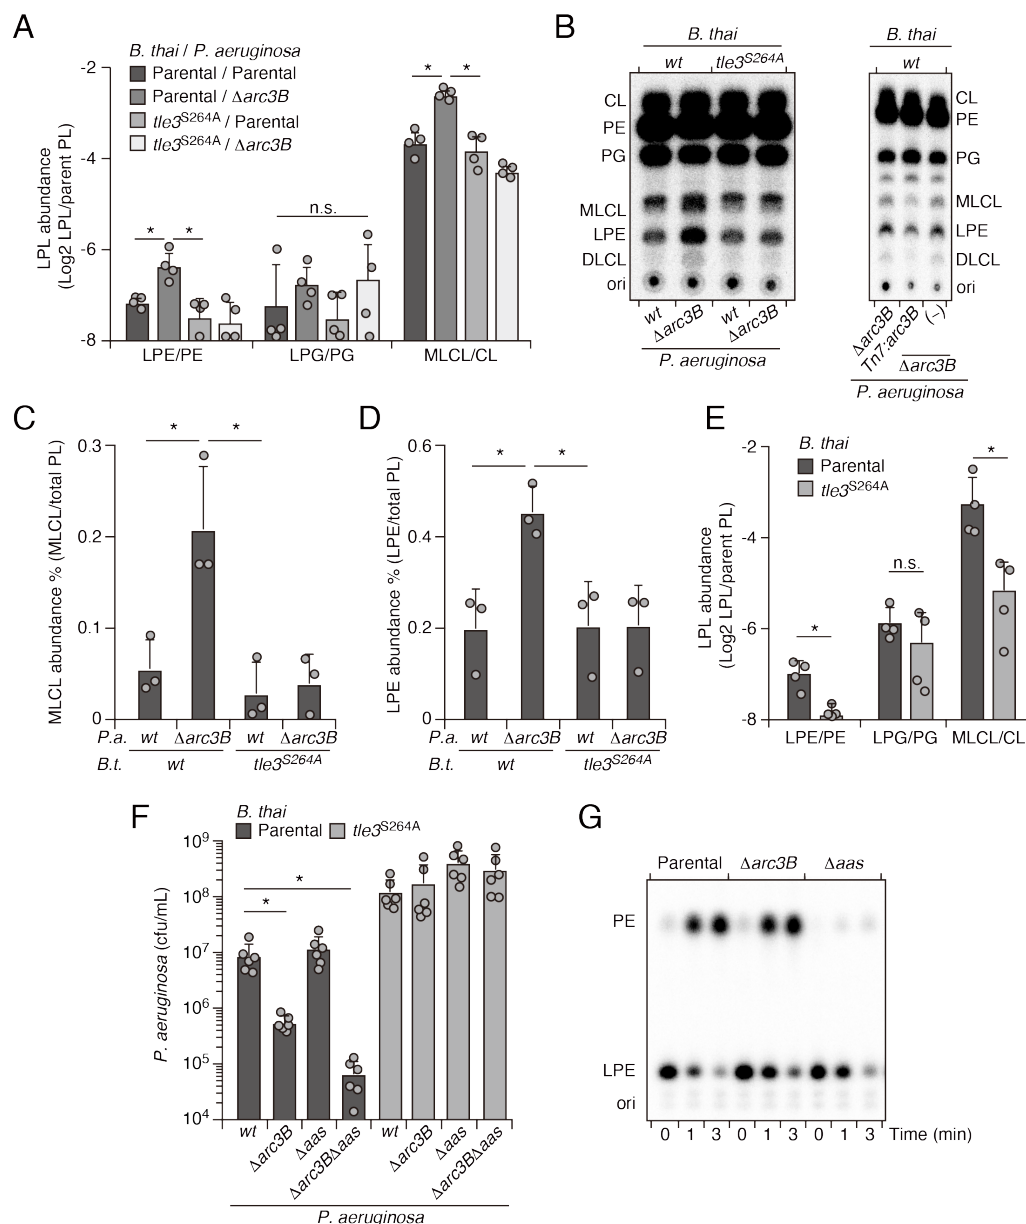 A
B. thai / P. aeruginosa
Parental / Parental
Parental / Δarc3B
tle3S264A / Parental
tle3S264A / Δarc3B
LPL abundance
(Log2 LPL/parent PL)
-2
-4
-6
-8
* * n.s. * *
LPE/PE LPG/PG MLCL/CL
B
B. thai
wt tle3S264A
CL
PE
PG
MLCL
LPE
DLCL
ori
wt Δarc3B wt Δarc3B
P. aeruginosa
B. thai
wt
CL
PE
PG
MLCL
LPE
DLCL
ori
Δarc3B Tn7:arc3B (–)
Δarc3B
P. aeruginosa
C
MLCL abundance % (MLCL/total PL)
0.3
0.2
0.1
0
* *
P.a. wt Δarc3B wt Δarc3B
B.t. wt tle3S264A
D
LPE abundance % (LPE/total PL)
0.6
0.4
0.2
0
* *
P.a. wt Δarc3B wt Δarc3B
B.t. wt tle3S264A
E
B. thai
Parental
tle3S264A
LPL abundance
(Log2 LPL/parent PL)
-2
-4
-6
-8
* n.s. *
LPE/PE LPG/PG MLCL/CL
F
B. thai
Parental tle3S264A
P. aeruginosa (cfu/mL)
109
108
107
106
105
104
*
*
wt Δarc3B Δaas Δarc3BΔaas wt Δarc3B Δaas Δarc3BΔaas
P. aeruginosa
G
Parental Δarc3B Δaas
PE
LPE
ori
0 1 3 0 1 3 0 1 3 Time (min)